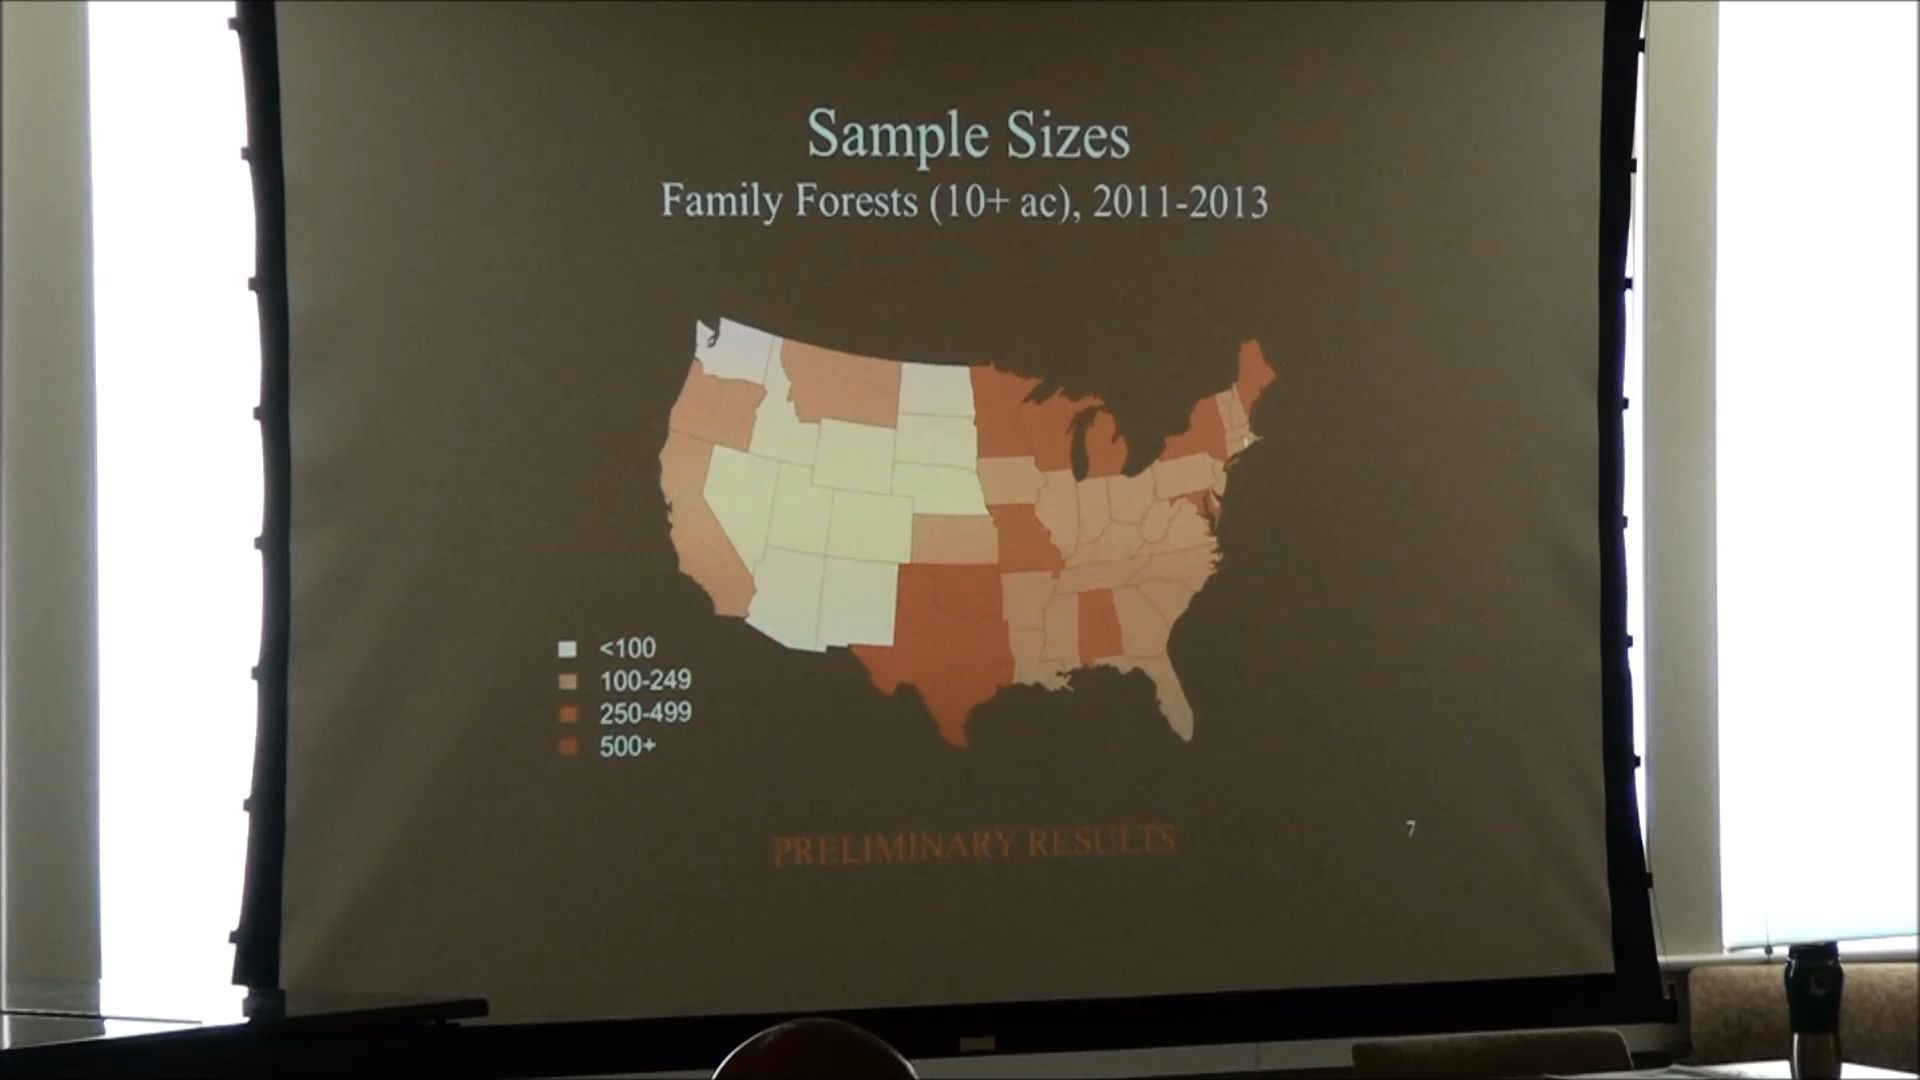 Sample Sizes
Family Forests (10+ ac), 2011-2013
<100
100-249
250-499
500+
PRELIMINARY RESULTS
7